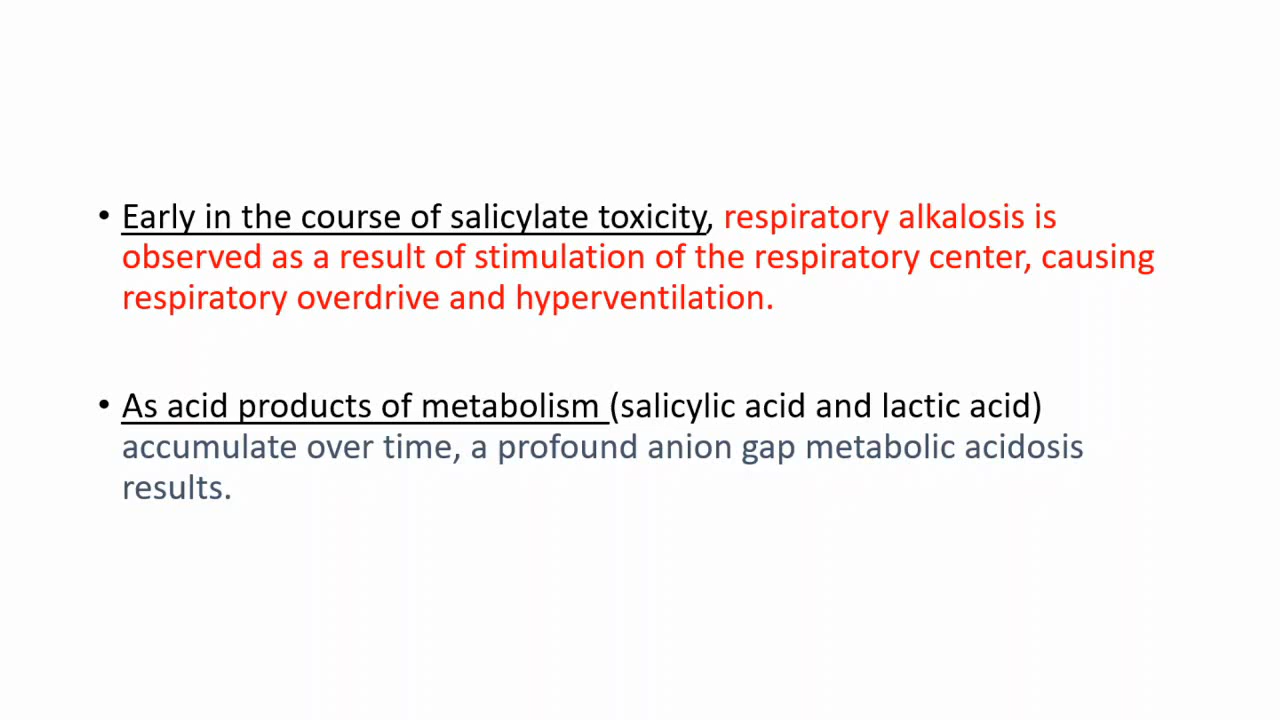 • Early in the course of salicylate toxicity, respiratory alkalosis is
observed as a result of stimulation of the respiratory center, causing
respiratory overdrive and hyperventilation.
• As acid products of metabolism (salicylic acid and lactic acid)
accumulate over time, a profound anion gap metabolic acidosis
results.